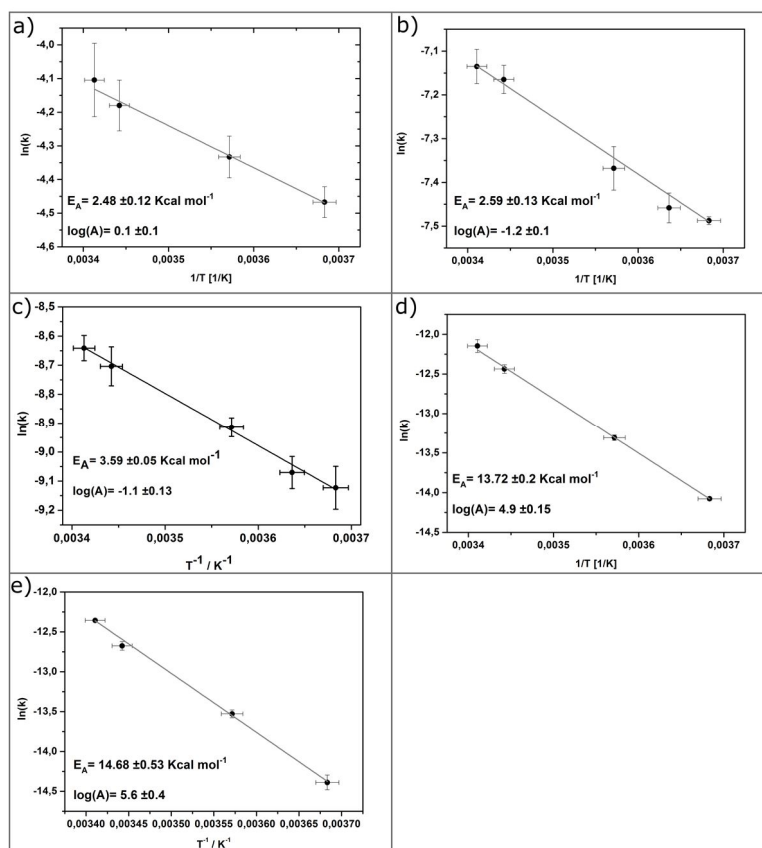 a)
ln(k)
-4,0
-4,1
-4,2
-4,3
-4,4
-4,5
-4,6
E_A= 2.48 ±0.12 Kcal mol⁻¹
log(A)= 0.1 ±0.1
0,0034 0,0035 0,0036 0,0037
1/T [1/K]
b)
ln(k)
-7,1
-7,2
-7,3
-7,4
-7,5
E_A= 2.59 ±0.13 Kcal mol⁻¹
log(A)= -1.2 ±0.1
0,0034 0,0035 0,0036 0,0037
1/T [1/K]
c)
ln(k)
-8,5
-8,6
-8,7
-8,8
-8,9
-9,0
-9,1
-9,2
E_A= 3.59 ±0.05 Kcal mol⁻¹
log(A)= -1.1 ±0.13
0,0034 0,0035 0,0036 0,0037
T⁻¹ / K⁻¹
d)
ln(k)
-12,0
-12,5
-13,0
-13,5
-14,0
-14,5
E_A= 13.72 ±0.2 Kcal mol⁻¹
log(A)= 4.9 ±0.15
0,0034 0,0035 0,0036 0,0037
1/T [1/K]
e)
ln(k)
-12,0
-12,5
-13,0
-13,5
-14,0
-14,5
E_A= 14.68 ±0.53 Kcal mol⁻¹
log(A)= 5.6 ±0.4
0,00340 0,00345 0,00350 0,00355 0,00360 0,00365 0,00370
T⁻¹ / K⁻¹